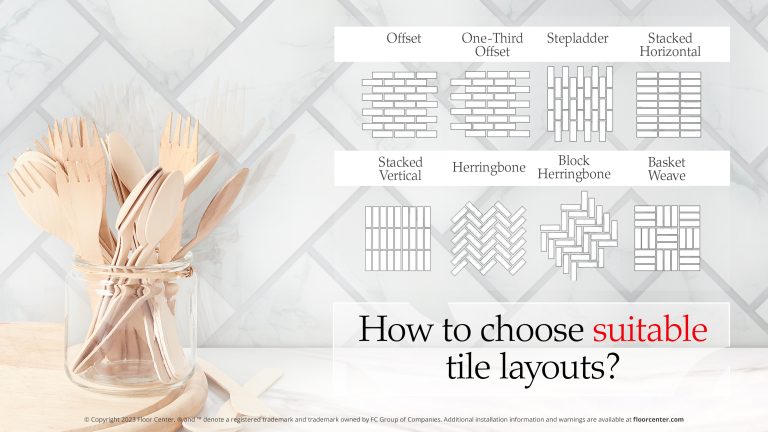 Offset
One-Third
Offset
Stepladder
Stacked
Horizontal
Stacked
Vertical
Herringbone
Block
Herringbone
Basket
Weave
How to choose suitable
tile layouts?
© Copyright 2023 Floor Center, ® and ™ denote a registered trademark and trademark owned by FC Group of Companies. Additional installation information and warnings are available at floorcenter.com